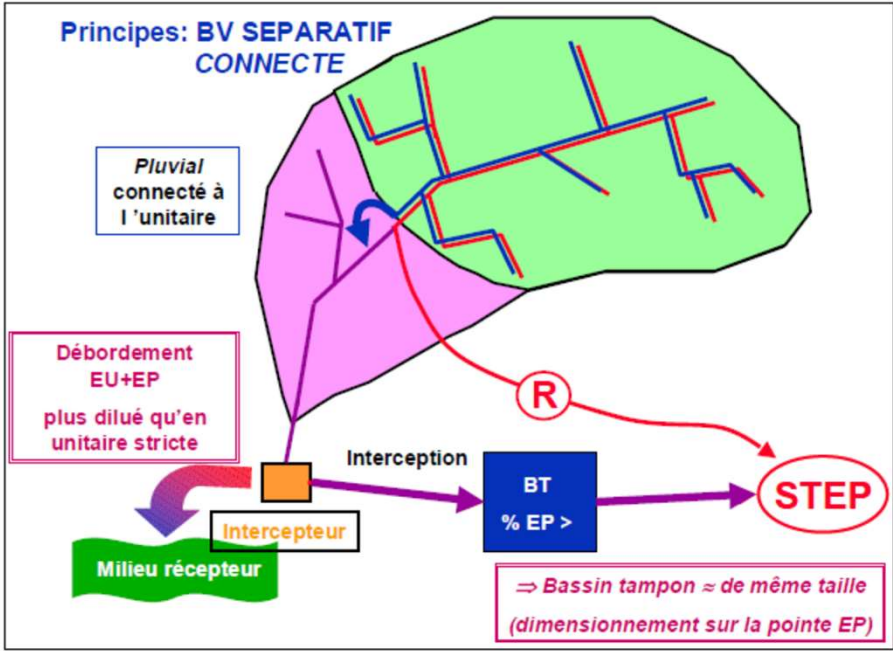 Principes: BV SEPARATIF
CONNECTE
Pluvial
connecté à
l 'unitaire
Débordement
EU+EP
plus dilué qu'en
unitaire stricte
R
Interception
BT
% EP >
STEP
Intercepteur
Milieu récepteur
⇒ Bassin tampon ≈ de même taille
(dimensionnement sur la pointe EP)